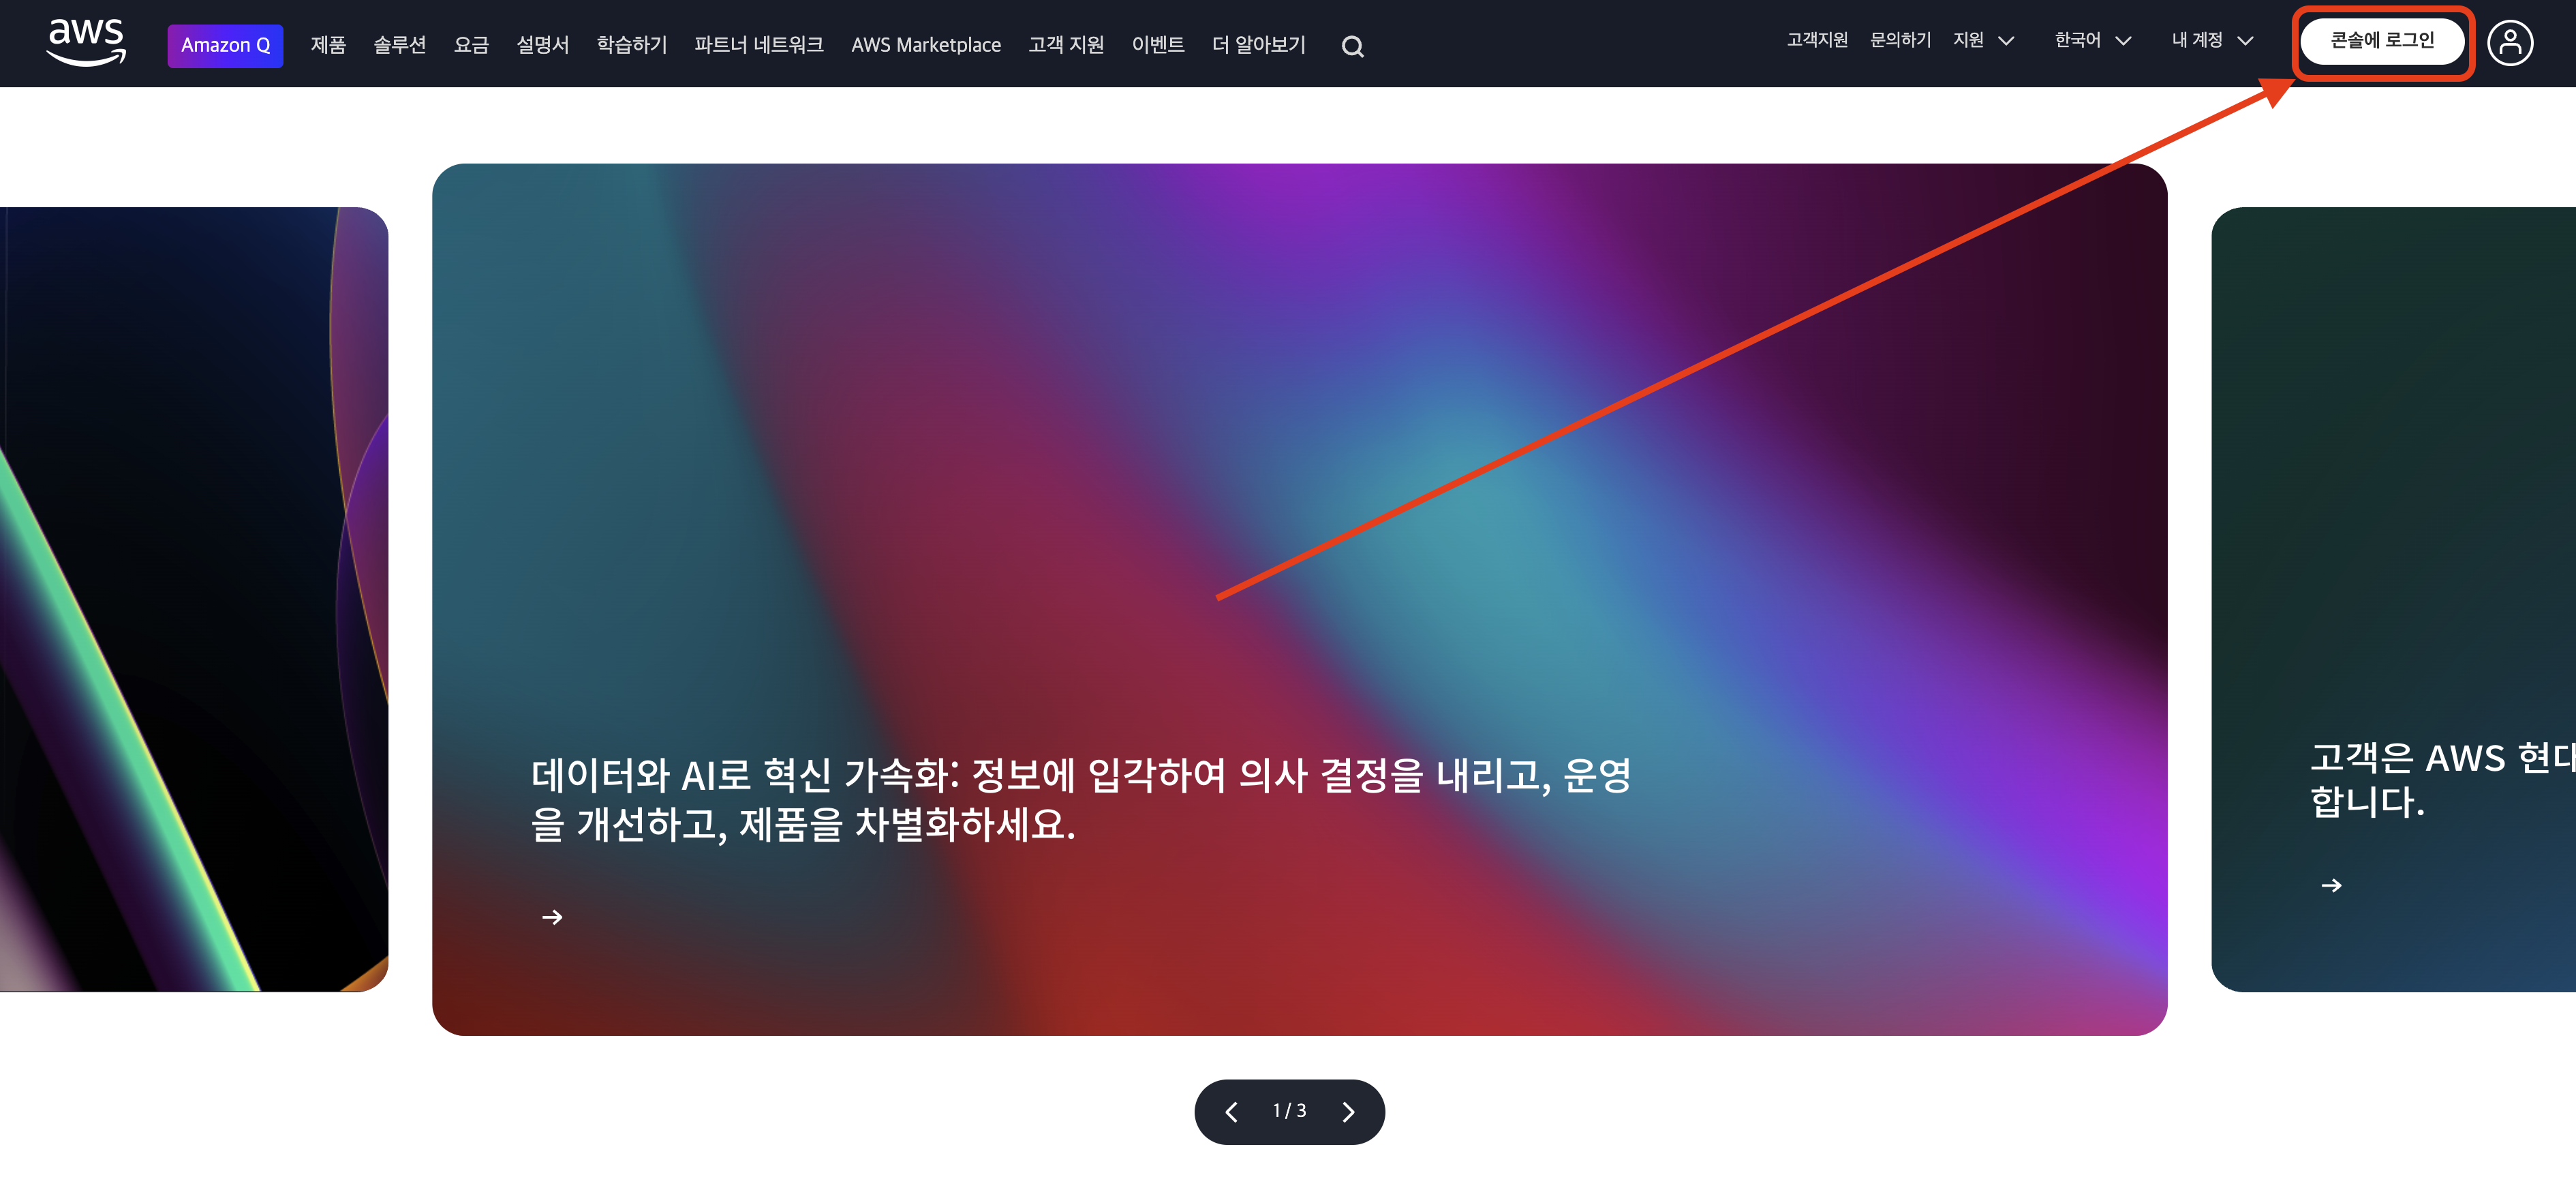 aws
Amazon Q 제품 솔루션 요금 설명서 학습하기 파트너 네트워크 AWS Marketplace 고객 지원 이벤트 더 알아보기 고객지원 문의하기 지원 한국어 내 계정 콘솔에 로그인
데이터와 AI로 혁신 가속화: 정보에 입각하여 의사 결정을 내리고, 운영
을 개선하고, 제품을 차별화하세요.
고객은 AWS 현대
합니다.
1 / 3